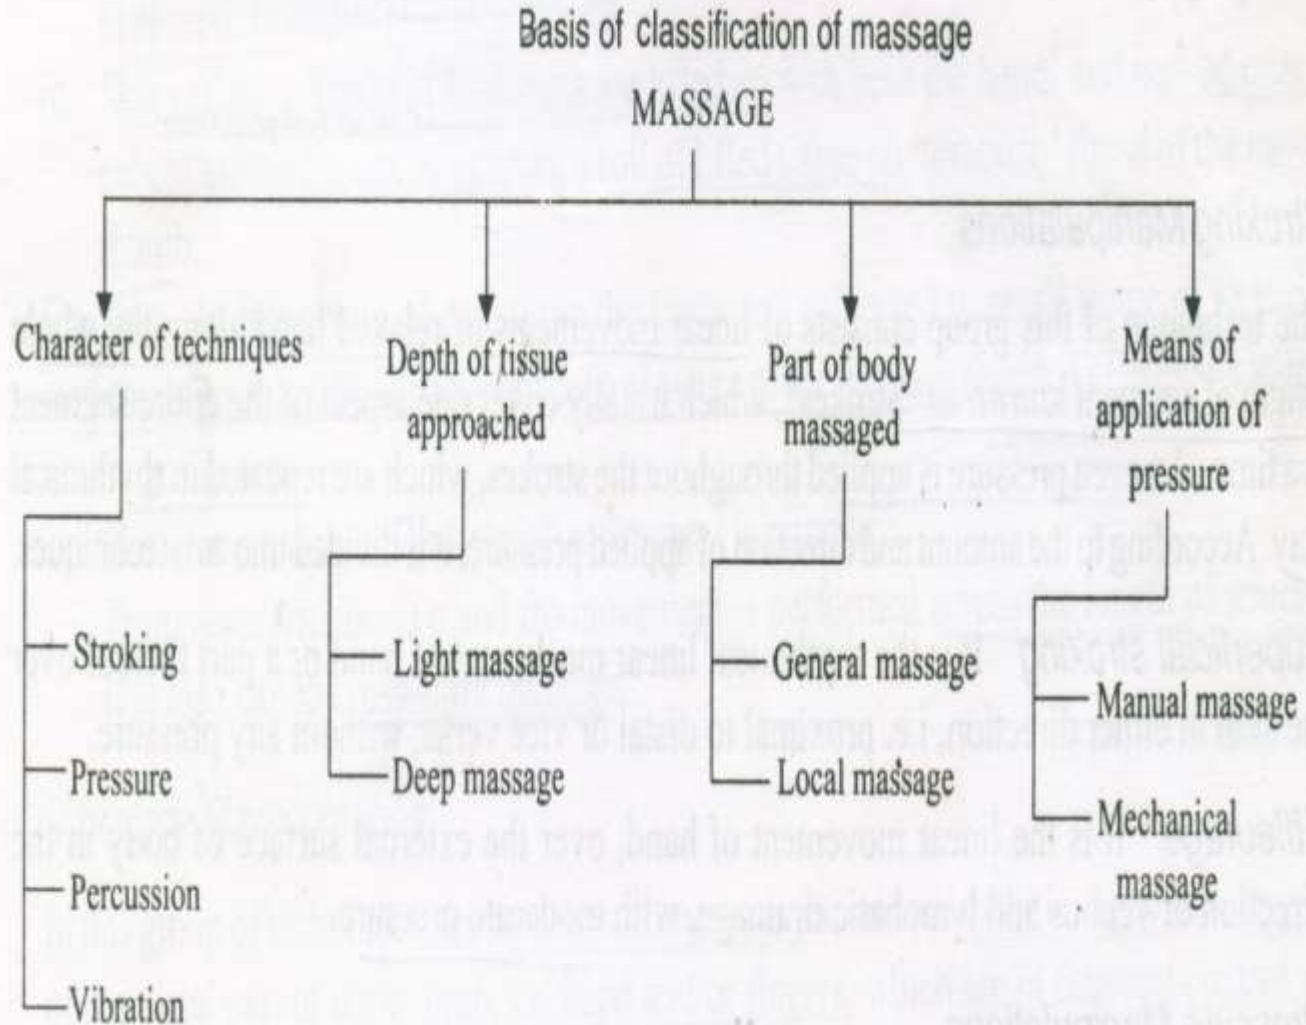 Basis of classification of massage
MASSAGE
Character of techniques
Depth of tissue
approached
Part of body
massaged
Means of
application of
pressure
Stroking
Pressure
Percussion
Vibration
Light massage
Deep massage
General massage
Local massage
Manual massage
Mechanical
massage